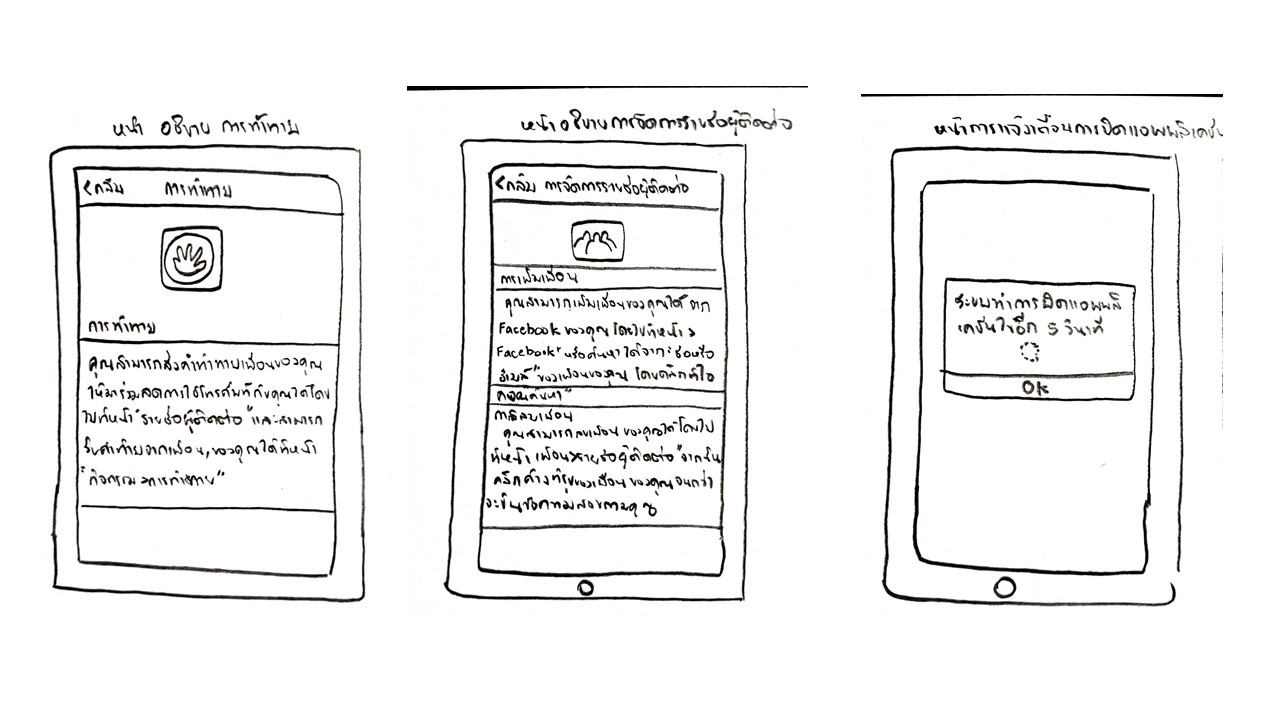 หน้า อธิบาย การท้าทาย
<กลับ การท้าทาย
การท้าทาย
คุณสามารถส่งคำท้าทายเพื่อนของคุณ
ให้มาร่วมลดการใช้โทรศัพท์กับคุณได้โดย
ไปที่หน้า "รายชื่อผู้ติดต่อ" และสามารถ
รับคำท้าทายจากเพื่อนๆของคุณได้ที่หน้า
"กิจกรรม>การท้าทาย"
หน้า อธิบายการจัดการรายชื่อผู้ติดต่อ
<กลับ การจัดการรายชื่อผู้ติดต่อ
การเพิ่มเพื่อน
คุณสามารถเพิ่มเพื่อนของคุณได้ จาก
Facebook ของคุณ โดยไปที่หน้า >
Facebook" หรือค้นหาได้จาก "ชื่อหรือ
อีเมล์" ของเพื่อนของคุณ โดยคลิกที่
ค้นหา"
การลบเพื่อน
คุณสามารถลบเพื่อนของคุณได้ โดยไป
ที่หน้า เพื่อน>รายชื่อผู้ติดต่อ" จากนั้น
คลิกค้างที่รูปของเพื่อนของคุณจนกว่า
จะขึ้นข้อความสอบถามคุณ
หน้าการแจ้งเตือนการปิดแอพพลิเคชัน
ระบบทำการปิดแอพพลิ
เคชันในอีก 5 วินาที
OK